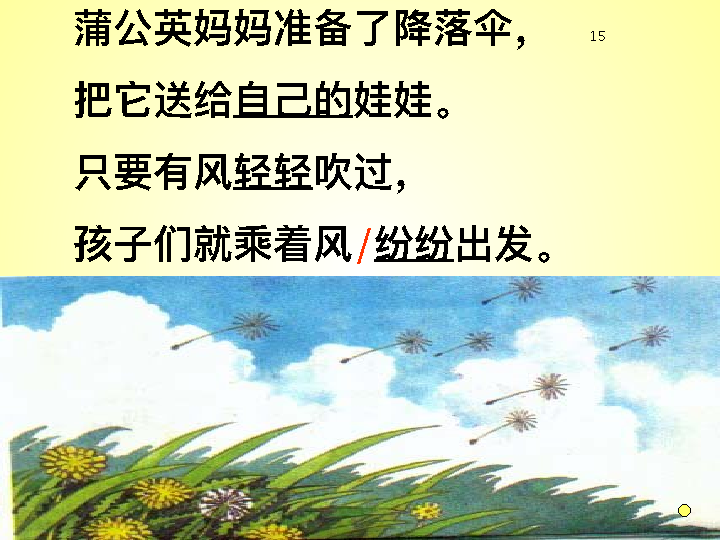 蒲公英妈妈准备了降落伞，
15
把它送给自己的娃娃。
只要有风轻轻吹过，
孩子们就乘着风/纷纷出发。